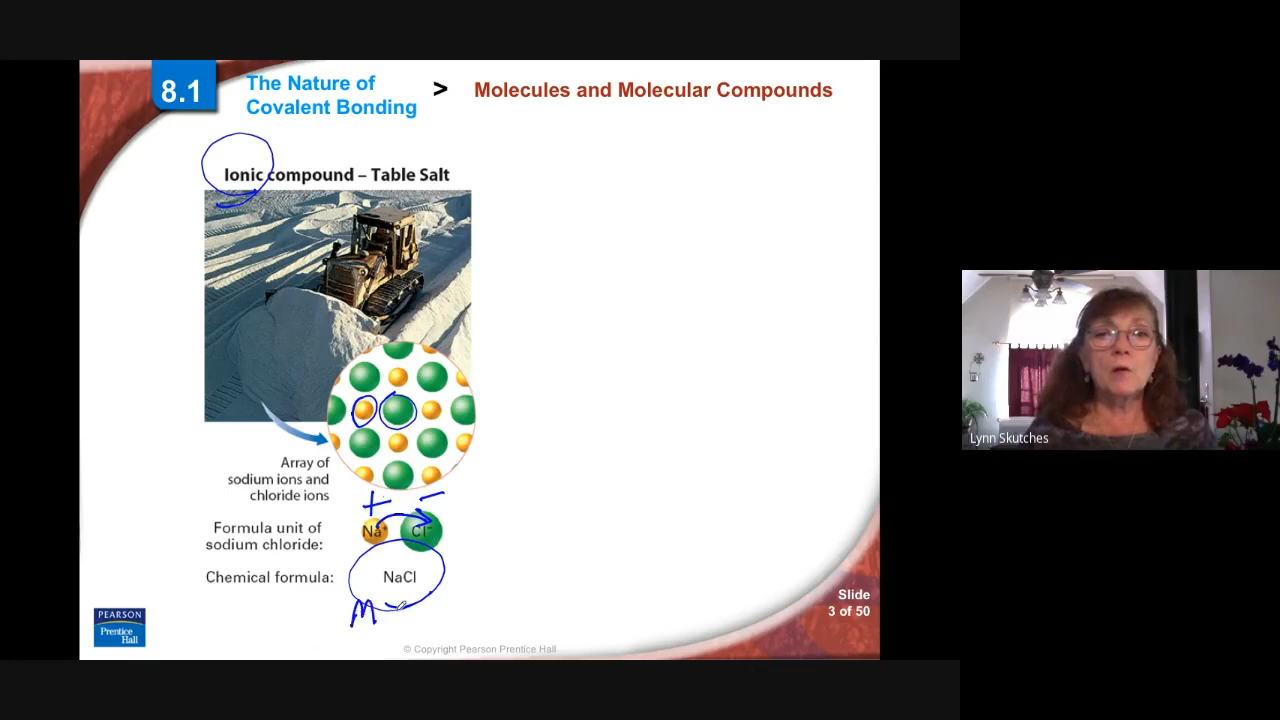 8.1
The Nature of
Covalent Bonding
>
Molecules and Molecular Compounds
Ionic compound – Table Salt
Array of
sodium ions and
chloride ions
+ −
Formula unit of
sodium chloride:
Na+ Cl−
Chemical formula:
NaCl
M -
PEARSON
Prentice
Hall
© Copyright Pearson Prentice Hall
Slide
3 of 50
Lynn Skutches